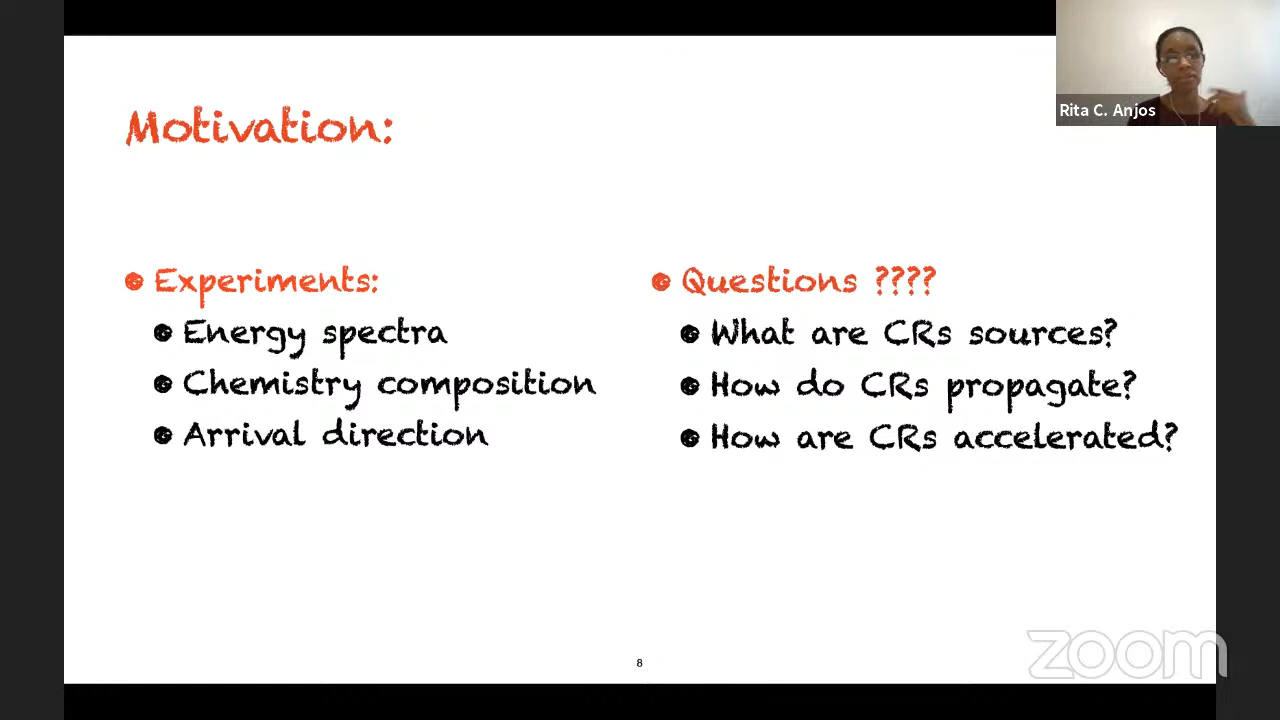 Rita C. Anjos
Motivation:
Experiments:
Energy spectra
Chemistry composition
Arrival direction
Questions ????
What are CRs sources?
How do CRs propagate?
How are CRs accelerated?
8
zoom